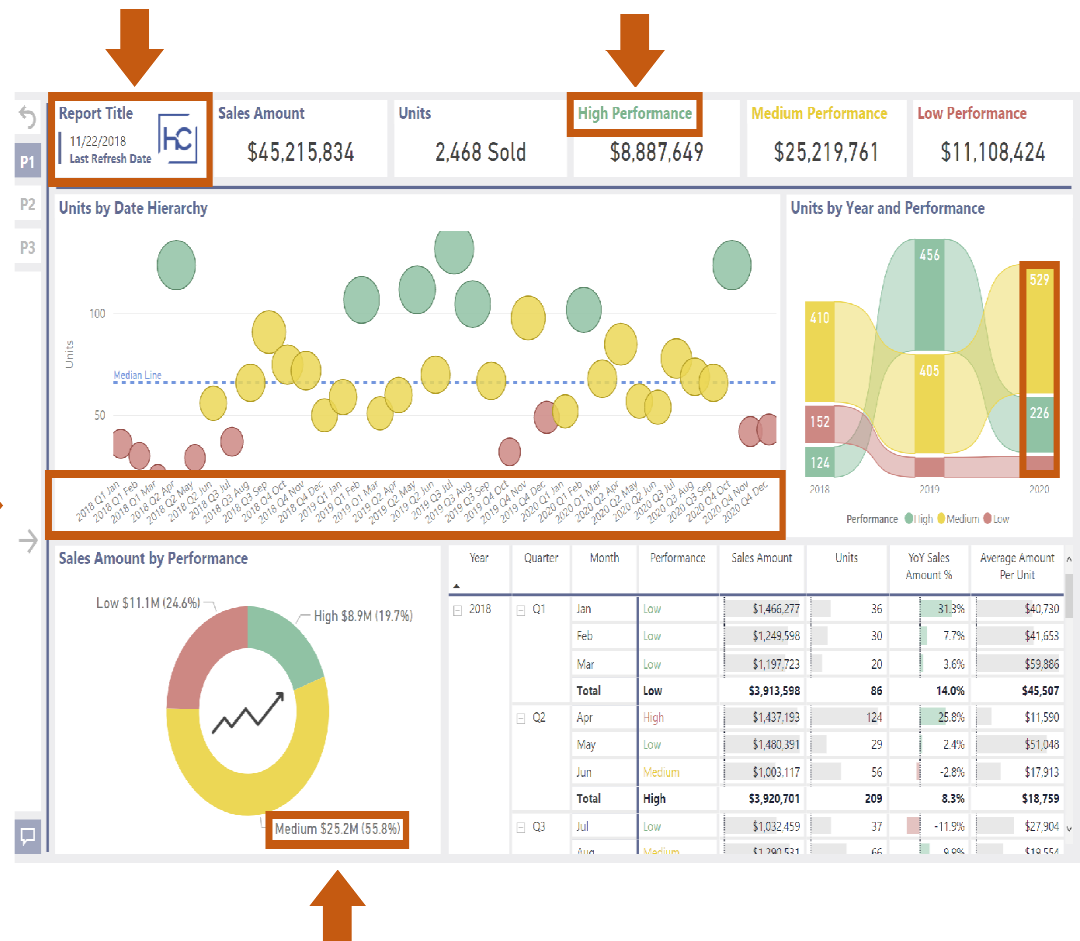 Report Title
11/22/2018
Last Refresh Date
hC
Sales Amount
$45,215,834
Units
2,468 Sold
High Performance
$8,887,649
Medium Performance
$25,219,761
Low Performance
$11,108,424
P1
P2
P3
Units by Date Hierarchy
100
50
Units
Median Line
2018 Q1 Jan
2018 Q1 Feb
2018 Q1 Mar
2018 Q2 Apr
2018 Q2 May
2018 Q2 Jun
2018 Q3 Jul
2018 Q3 Aug
2018 Q3 Sep
2018 Q4 Oct
2018 Q4 Nov
2018 Q4 Dec
2019 Q1 Jan
2019 Q1 Feb
2019 Q1 Mar
2019 Q2 Apr
2019 Q2 May
2019 Q2 Jun
2019 Q3 Jul
2019 Q3 Aug
2019 Q3 Sep
2019 Q4 Oct
2019 Q4 Nov
2019 Q4 Dec
2020 Q1 Jan
2020 Q1 Feb
2020 Q1 Mar
2020 Q2 Apr
2020 Q2 May
2020 Q2 Jun
2020 Q3 Jul
2020 Q3 Aug
2020 Q3 Sep
2020 Q4 Oct
2020 Q4 Nov
2020 Q4 Dec
Units by Year and Performance
410
152
124
456
405
529
226
2018 2019 2020
Performance High Medium Low
Sales Amount by Performance
Low $11.1M (24.6%)
High $8.9M (19.7%)
Medium $25.2M (55.8%)
Year Quarter Month Performance Sales Amount Units YoY Sales Amount % Average Amount Per Unit
2018 Q1 Jan Low $1,466,277 36 31.3% $40,730
Feb Low $1,249,598 30 7.7% $41,653
Mar Low $1,197,723 20 3.6% $59,886
Total Low $3,913,598 86 14.0% $45,507
Q2 Apr High $1,437,193 124 25.8% $11,590
May Low $1,480,391 29 2.4% $51,048
Jun Medium $1,003,117 56 -2.8% $17,913
Total High $3,920,701 209 8.3% $18,759
Q3 Jul Low $1,032,459 37 -11.9% $27,904
Aug Medium $1,290,531 66 9.9% $19,554